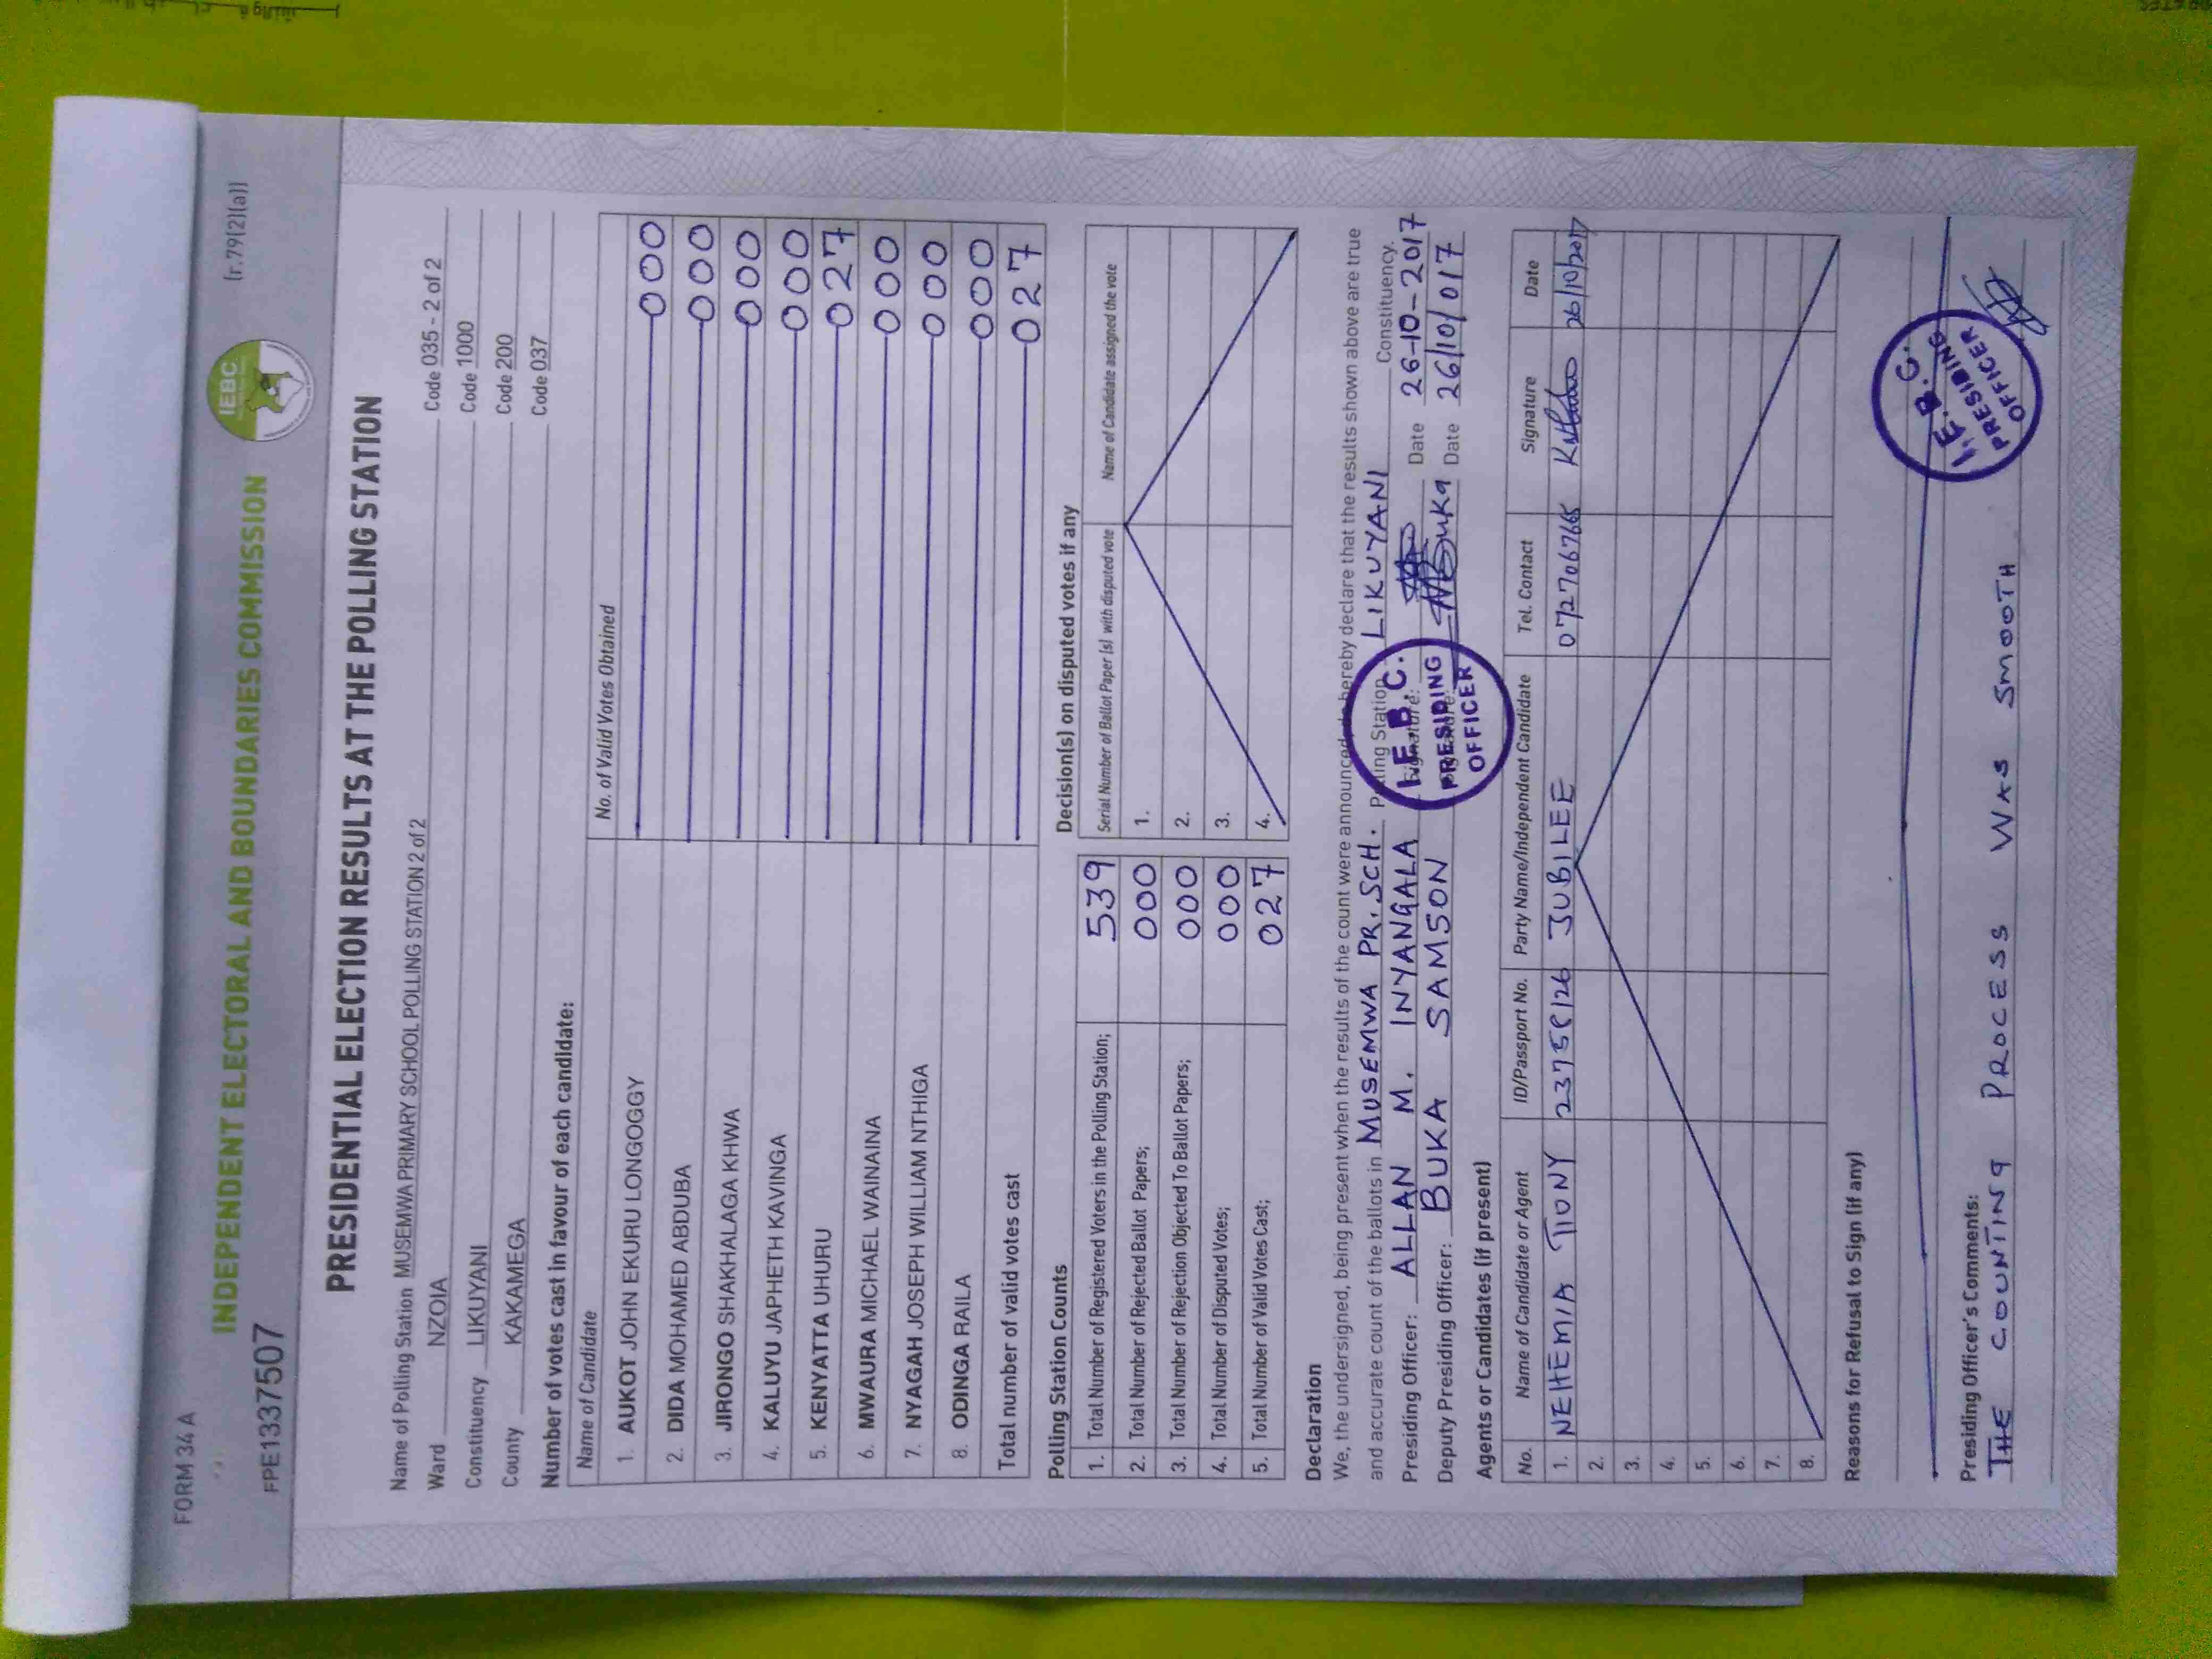 FORM 34 A
(r.79(2)(a))
IEBC
INDEPENDENT ELECTORAL AND BOUNDARIES COMMISSION
FPE1337507
PRESIDENTIAL ELECTION RESULTS AT THE POLLING STATION
Name of Polling Station MUSEMWA PRIMARY SCHOOL POLLING STATION 2 of 2 Code 035 - 2 of 2
Ward NZOIA Code 1000
Constituency LIKUYANI Code 200
County KAKAMEGA Code 037
Number of votes cast in favour of each candidate:
Name of Candidate No. of Valid Votes Obtained
1. AUKOT JOHN EKURU LONGOGGY 000
2. DIDA MOHAMED ABDUBA 000
3. JIRONGO SHAKHALAGA KHWA 000
4. KALUYU JAPHETH KAVINGA 000
5. KENYATTA UHURU 027
6. MWAURA MICHAEL WAINAINA 000
7. NYAGAH JOSEPH WILLIAM NTHIGA 000
8. ODINGA RAILA 000
Total number of valid votes cast 027
Polling Station Counts
1. Total Number of Registered Voters in the Polling Station; 539
2. Total Number of Rejected Ballot Papers; 000
3. Total Number of Rejection Objected To Ballot Papers; 000
4. Total Number of Disputed Votes; 000
5. Total Number of Valid Votes Cast; 027
Decision(s) on disputed votes if any
Serial Number of Ballot Paper (s) with disputed vote Name of Candidate assigned the vote
1.
2.
3.
4.
Declaration
We, the undersigned, being present when the results of the count were announced, do hereby declare that the results shown above are true
and accurate count of the ballots in MUSEMWA PR. SCH. Polling Station LIKUYANI Constituency.
Presiding Officer: ALLAN M. INYANGALA Signature: Date 26-10-2017
Deputy Presiding Officer: BUKA SAMSON Signature: Buka Date 26/10/017
I.E.B.C.
PRESIDING
OFFICER
Agents or Candidates (if present)
No. Name of Candidate or Agent ID/Passport No. Party Name/Independent Candidate Tel. Contact Signature Date
1. NEHEMIA TIONY 23758126 JUBILEE 0727706766 26/10/2017
2.
3.
4.
5.
6.
7.
8.
Reasons for Refusal to Sign (if any)
Presiding Officer's Comments:
THE COUNTING PROCESS WAS SMOOTH
I.E.B.C.
PRESIDING
OFFICER